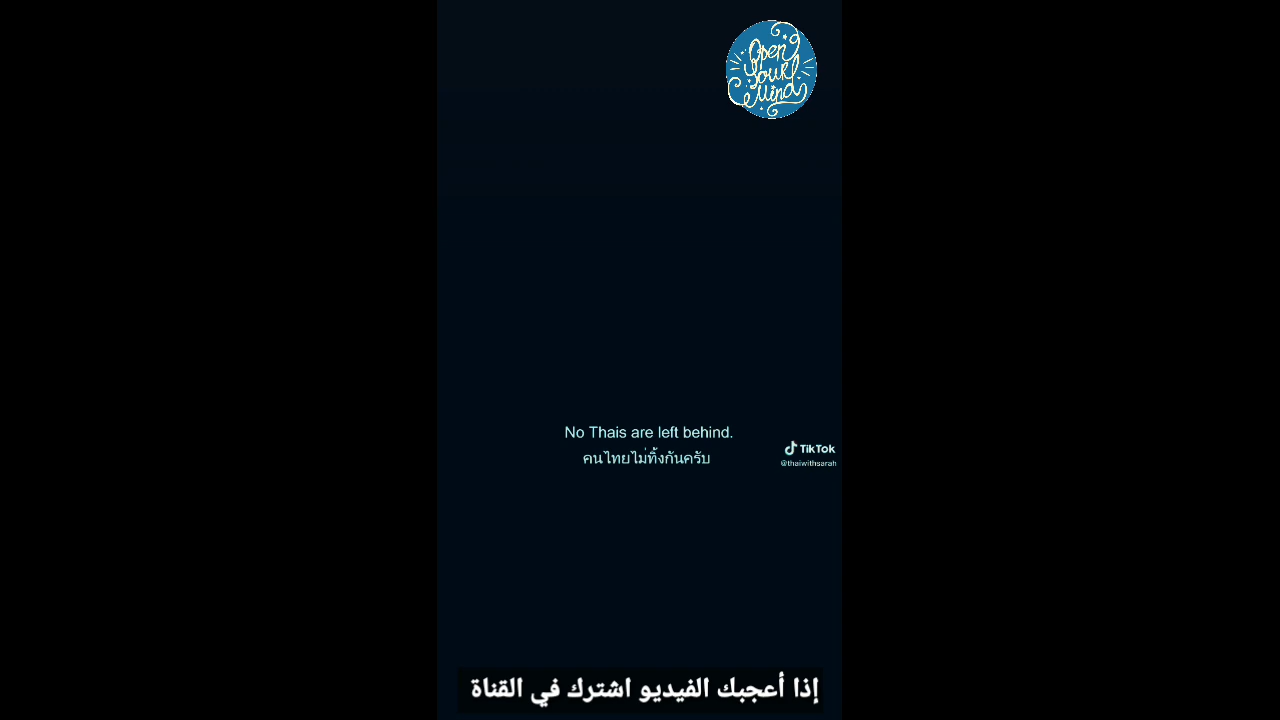 Open
Your
Mind
No Thais are left behind.
คนไทยไม่ทิ้งกันครับ
TikTok
@thaiwithsarah
إذا أعجبك الفيديو اشترك في القناة